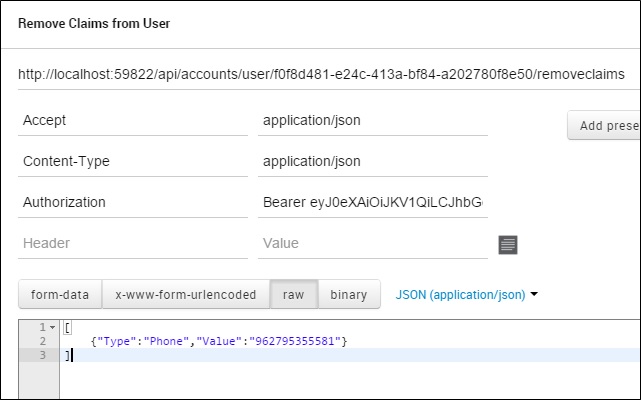 Remove Claims from User
http://localhost:59822/api/accounts/user/f0f8d481-e24c-413a-bf84-a202780f8e50/removeclaims
Accept application/json Add prese
Content-Type application/json
Authorization Bearer eyJ0eXAiOiJKV1QiLCJhbG
Header Value
form-data x-www-form-urlencoded raw binary JSON (application/json)
1 [
2 {"Type":"Phone","Value":"962795355581"}
3 ]